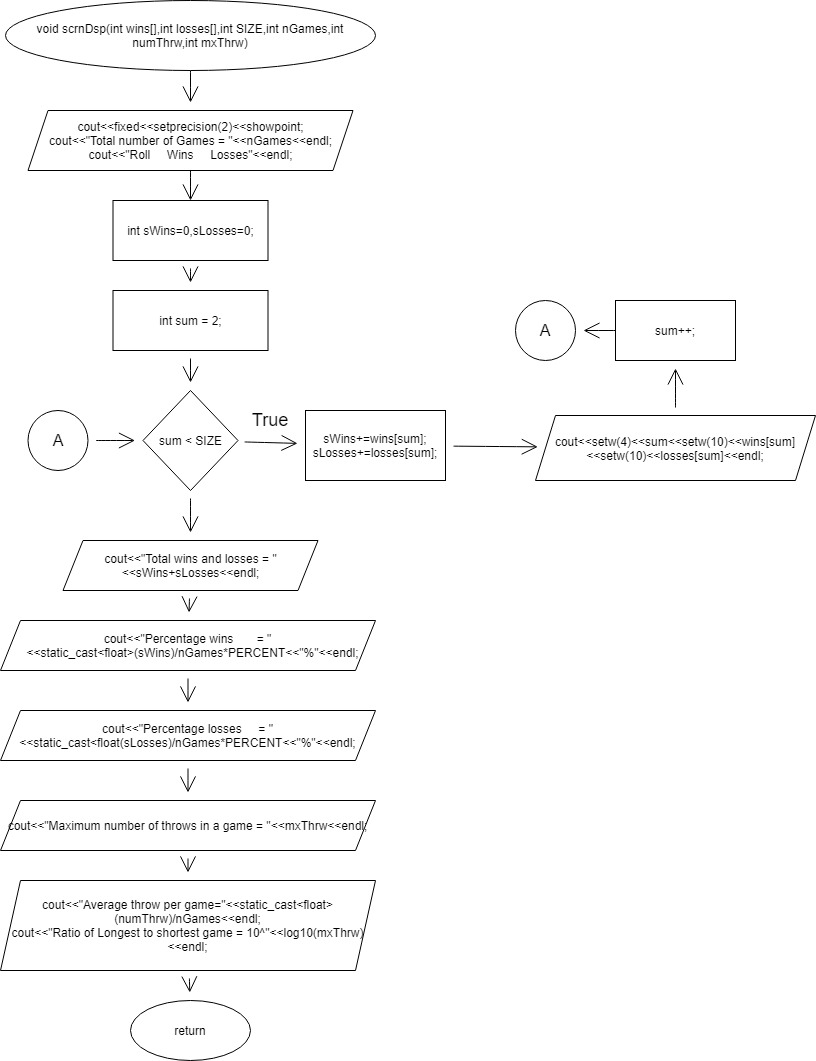 void scrnDsp(int wins[],int losses[],int SIZE,int nGames,int
numThrw,int mxThrw)
cout<<fixed<<setprecision(2)<<showpoint;
cout<<"Total number of Games = "<<nGames<<endl;
cout<<"Roll     Wins     Losses"<<endl;
int sWins=0,sLosses=0;
int sum = 2;
A
sum++;
A
sum < SIZE
True
sWins+=wins[sum];
sLosses+=losses[sum];
cout<<setw(4)<<sum<<setw(10)<<wins[sum]
<<setw(10)<<losses[sum]<<endl;
cout<<"Total wins and losses = "
<<sWins+sLosses<<endl;
cout<<"Percentage wins       = "
<<static_cast<float>(sWins)/nGames*PERCENT<<"%"<<endl;
cout<<"Percentage losses     = "
<<static_cast<float(sLosses)/nGames*PERCENT<<"%"<<endl;
cout<<"Maximum number of throws in a game = "<<mxThrw<<endl;
cout<<"Average throw per game="<<static_cast<float>
(numThrw)/nGames<<endl;
cout<<"Ratio of Longest to shortest game = 10^"<<log10(mxThrw)
<<endl;
return